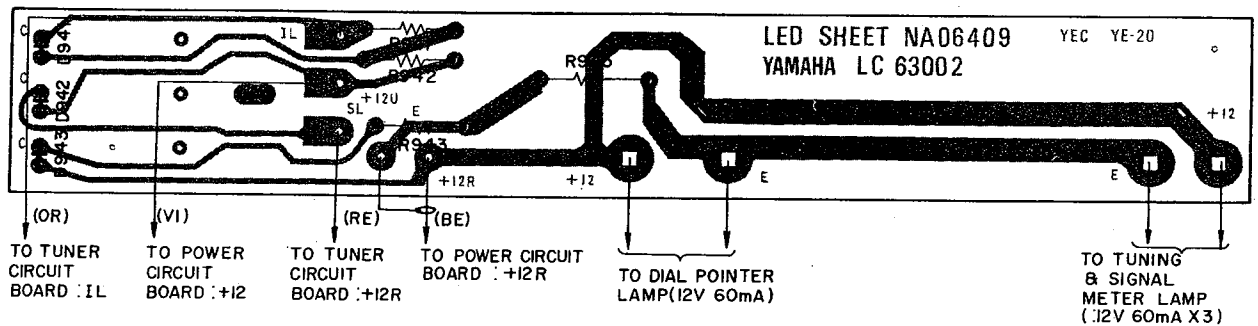 LED SHEET NA06409 YEC YE-20
YAMAHA LC 63002
IL
D941
R942
D942
+12U
SL
E
+12
D943
R943
+12R
+12
E
E
(OR)
(VI)
(RE)
(BE)
TO TUNER
CIRCUIT
BOARD :IL
TO POWER
CIRCUIT
BOARD :+12
TO TUNER
CIRCUIT
BOARD :+12R
TO POWER CIRCUIT
BOARD :+12R
TO DIAL POINTER
LAMP(12V 60mA)
TO TUNING
& SIGNAL
METER LAMP
(:12V 60mA X3)